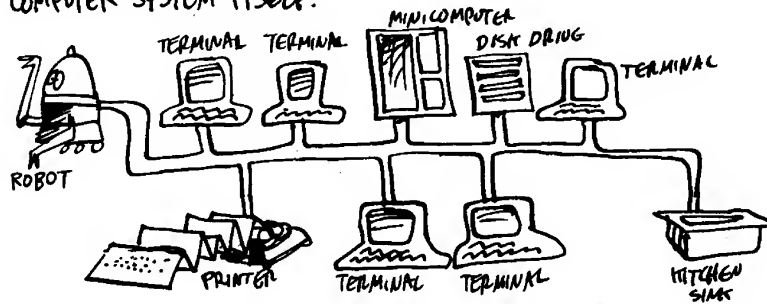 COMPUTER SYSTEM ITSELF.
MINICOMPUTER
TERMINAL TERMINAL DISK DRIVE
TERMINAL
ROBOT
PRINTER
TERMINAL TERMINAL
KITCHEN
SINK